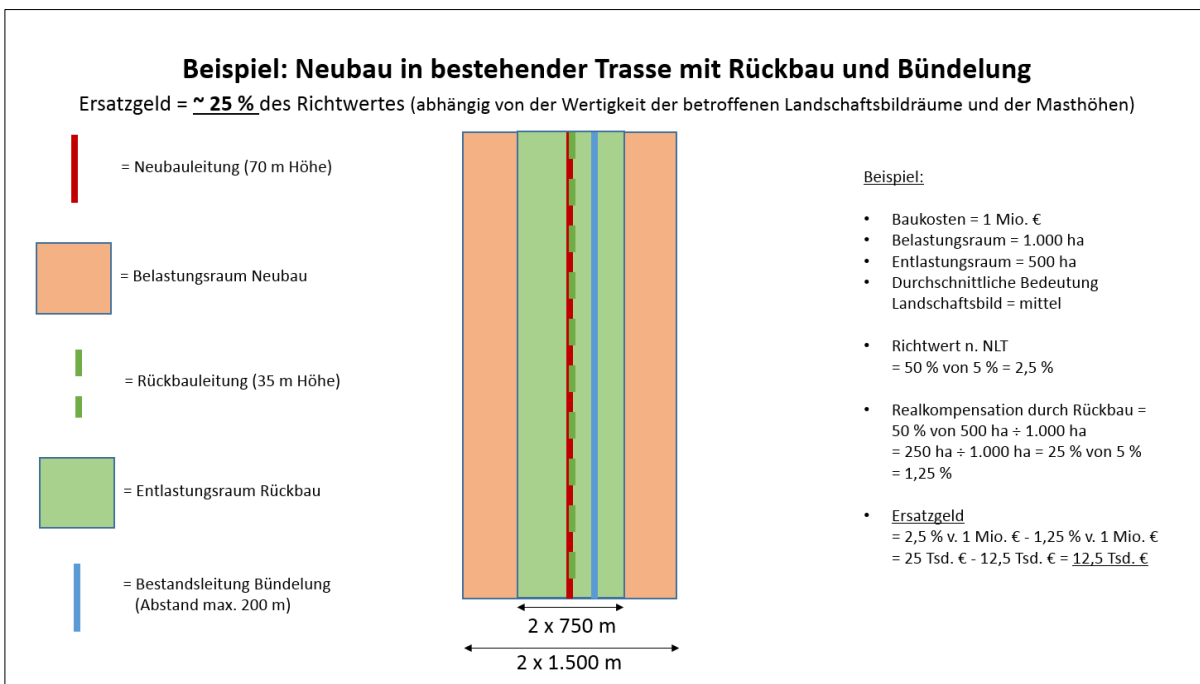 Beispiel: Neubau in bestehender Trasse mit Rückbau und Bündelung
Ersatzgeld = ~ 25 % des Richtwertes (abhängig von der Wertigkeit der betroffenen Landschaftsbildräume und der Masthöhen)
= Neubauleitung (70 m Höhe)
= Belastungsraum Neubau
= Rückbauleitung (35 m Höhe)
= Entlastungsraum Rückbau
= Bestandsleitung Bündelung
(Abstand max. 200 m)
2 x 750 m
2 x 1.500 m
Beispiel:
• Baukosten = 1 Mio. €
• Belastungsraum = 1.000 ha
• Entlastungsraum = 500 ha
• Durchschnittliche Bedeutung
Landschaftsbild = mittel
• Richtwert n. NLT
= 50 % von 5 % = 2,5 %
• Realkompensation durch Rückbau =
50 % von 500 ha ÷ 1.000 ha
= 250 ha ÷ 1.000 ha = 25 % von 5 %
= 1,25 %
• Ersatzgeld
= 2,5 % v. 1 Mio. € - 1,25 % v. 1 Mio. €
= 25 Tsd. € - 12,5 Tsd. € = 12,5 Tsd. €